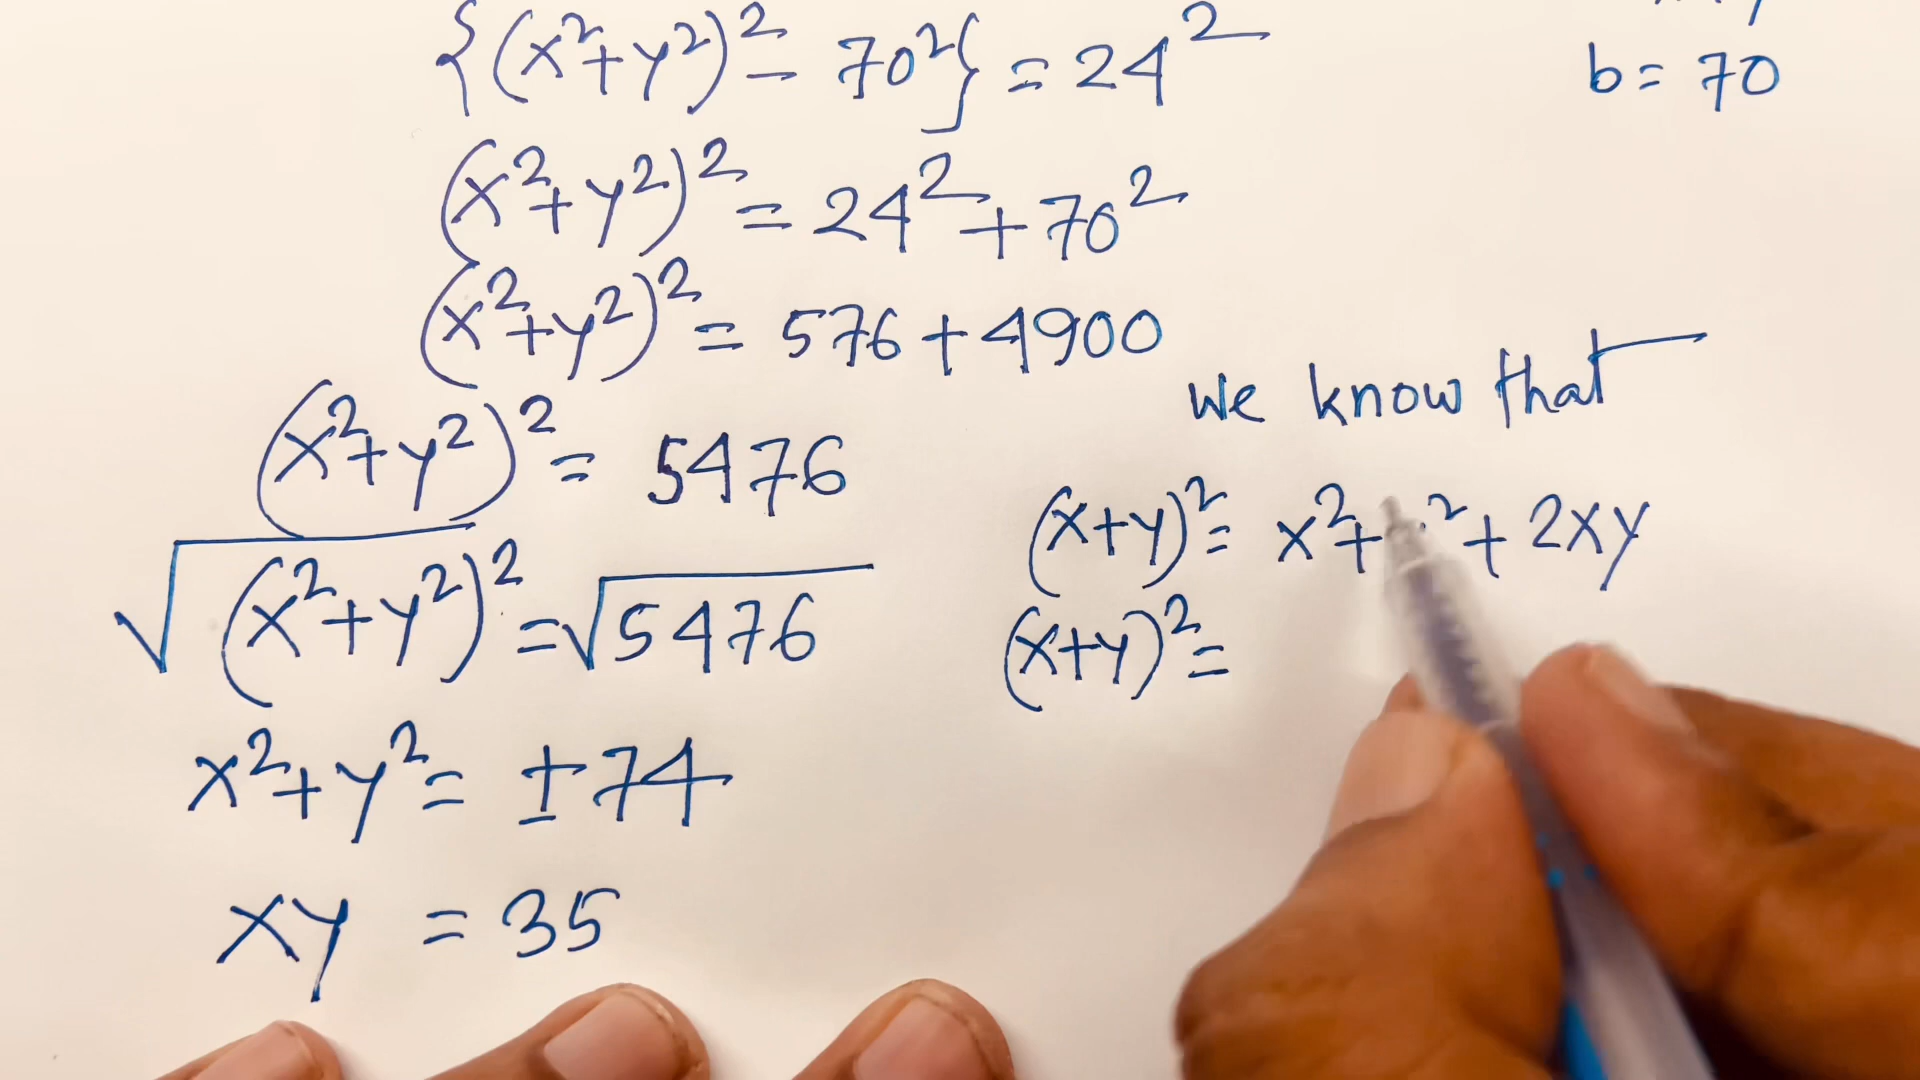 {(x²+y²)² - 70²} = 24²
b = 70
(x²+y²)² = 24² + 70²
(x²+y²)² = 576 + 4900
(x²+y²)² = 5476
√(x²+y²)² = √5476
x²+y² = ±74
xy = 35
We know that
(x+y)² = x² + ² + 2xy
(x+y)² =